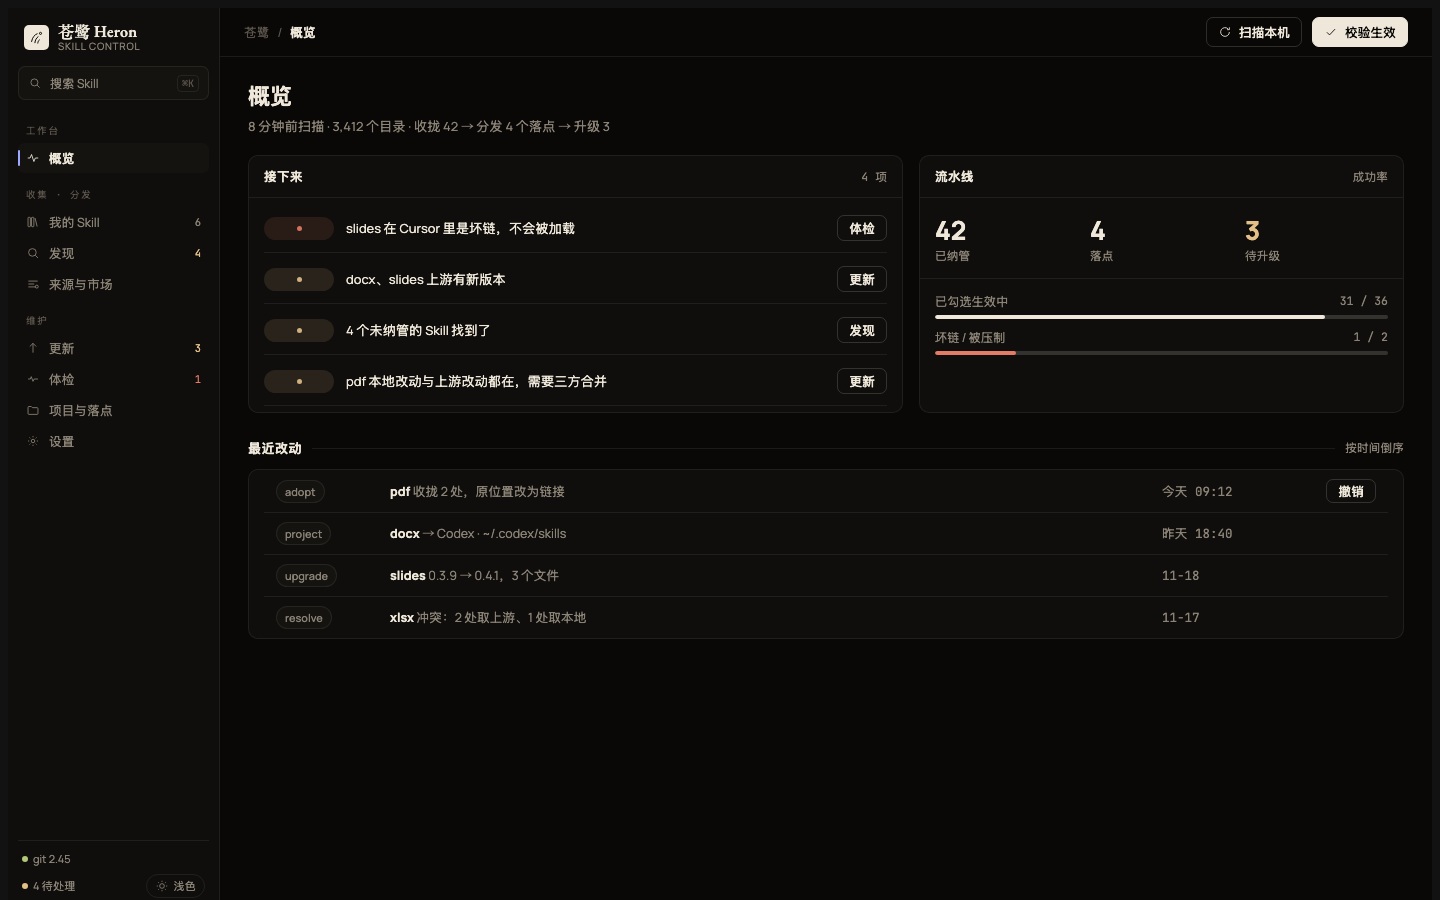 苍鹭 Heron
SKILL CONTROL
搜索 Skill
⌘K
工作台
概览
收集 · 分发
我的 Skill 6
发现 4
来源与市场
维护
更新 3
体检 1
项目与落点
设置
git 2.45
4 待处理
浅色
苍鹭 / 概览
扫描本机
校验生效
概览
8 分钟前扫描 · 3,412 个目录 · 收拢 42 → 分发 4 个落点 → 升级 3
接下来 4 项
slides 在 Cursor 里是坏链，不会被加载 体检
docx、slides 上游有新版本 更新
4 个未纳管的 Skill 找到了 发现
pdf 本地改动与上游改动都在，需要三方合并 更新
流水线 成功率
42 4 3
已纳管 落点 待升级
已勾选生效中 31 / 36
坏链 / 被压制 1 / 2
最近改动 按时间倒序
adopt pdf 收拢 2 处，原位置改为链接 今天 09:12 撤销
project docx → Codex · ~/.codex/skills 昨天 18:40
upgrade slides 0.3.9 → 0.4.1，3 个文件 11-18
resolve xlsx 冲突：2 处取上游、1 处取本地 11-17